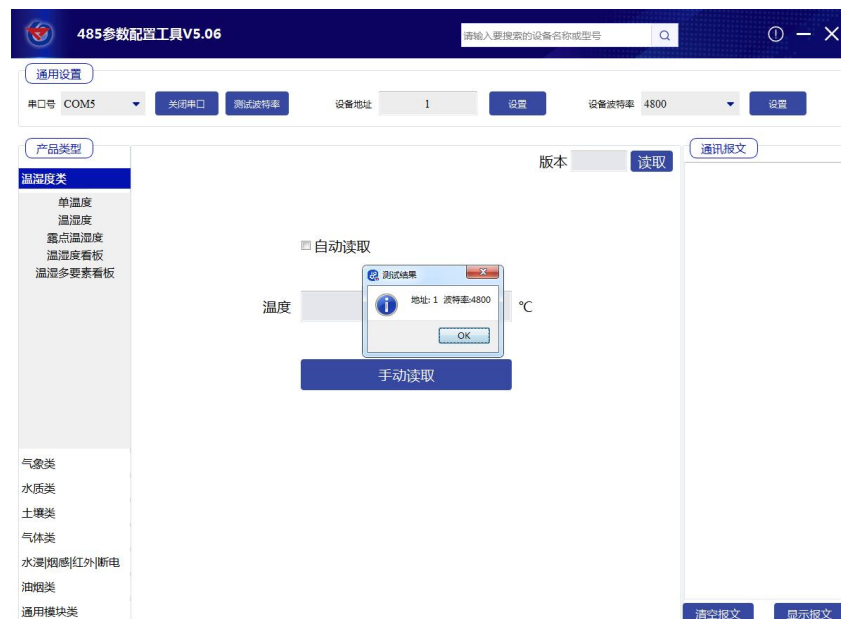 485参数配置工具V5.06
请输入要搜索的设备名称或型号
通用设置
串口号 COM5 关闭串口 测试波特率 设备地址 1 设置 设备波特率 4800 设置
产品类型
通讯报文
版本 读取
温湿度类
单温度
温湿度
露点温湿度
温湿度看板
温湿多要素看板
自动读取
测试结果
地址: 1 波特率:4800
OK
温度 ℃
手动读取
气象类
水质类
土壤类
气体类
水浸|烟感|红外|断电
油烟类
通用模块类
清空报文 显示报文